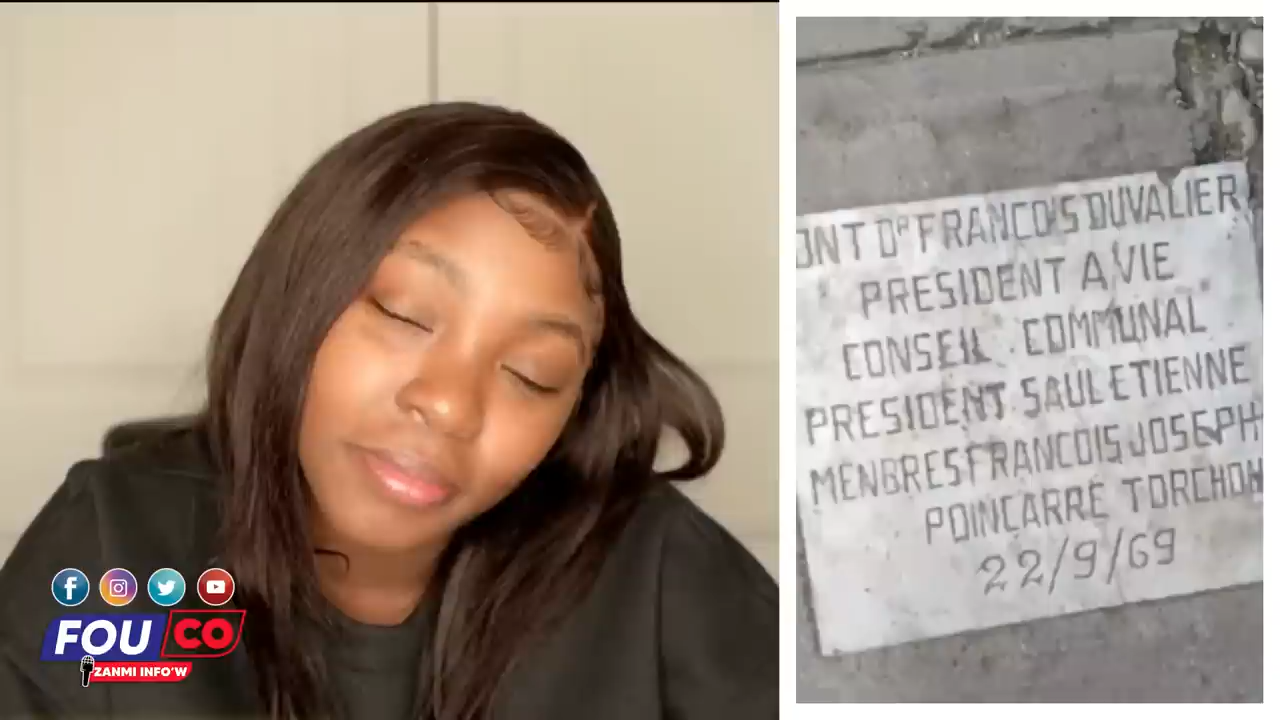 ONT Dr FRANCOIS DUVALIER
PRESIDENT A VIE
CONSEIL COMMUNAL
PRESIDENT SAUL ETIENNE
MENBRES FRANCOIS JOSEPH
POINCARRE TORCHON
22/9/69
FOU CO
ZANMI INFO'W